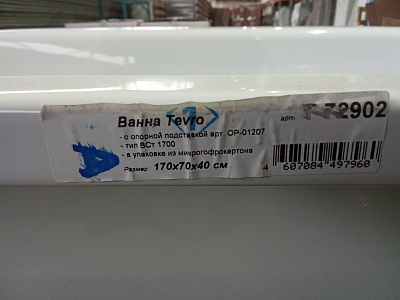 Ванна Tevro 1 арт. Т-72902
- с опорной подставкой арт. ОР-01207
- тип ВСт 1700
- в упаковке из микрогофрокартона
Размер 170х70х40 см
4 607084 497960